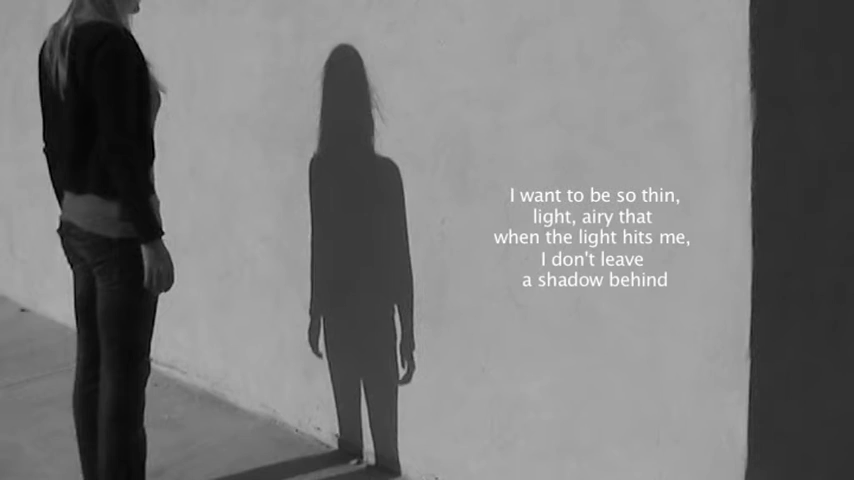 I want to be so thin,
light, airy that
when the light hits me,
I don't leave
a shadow behind